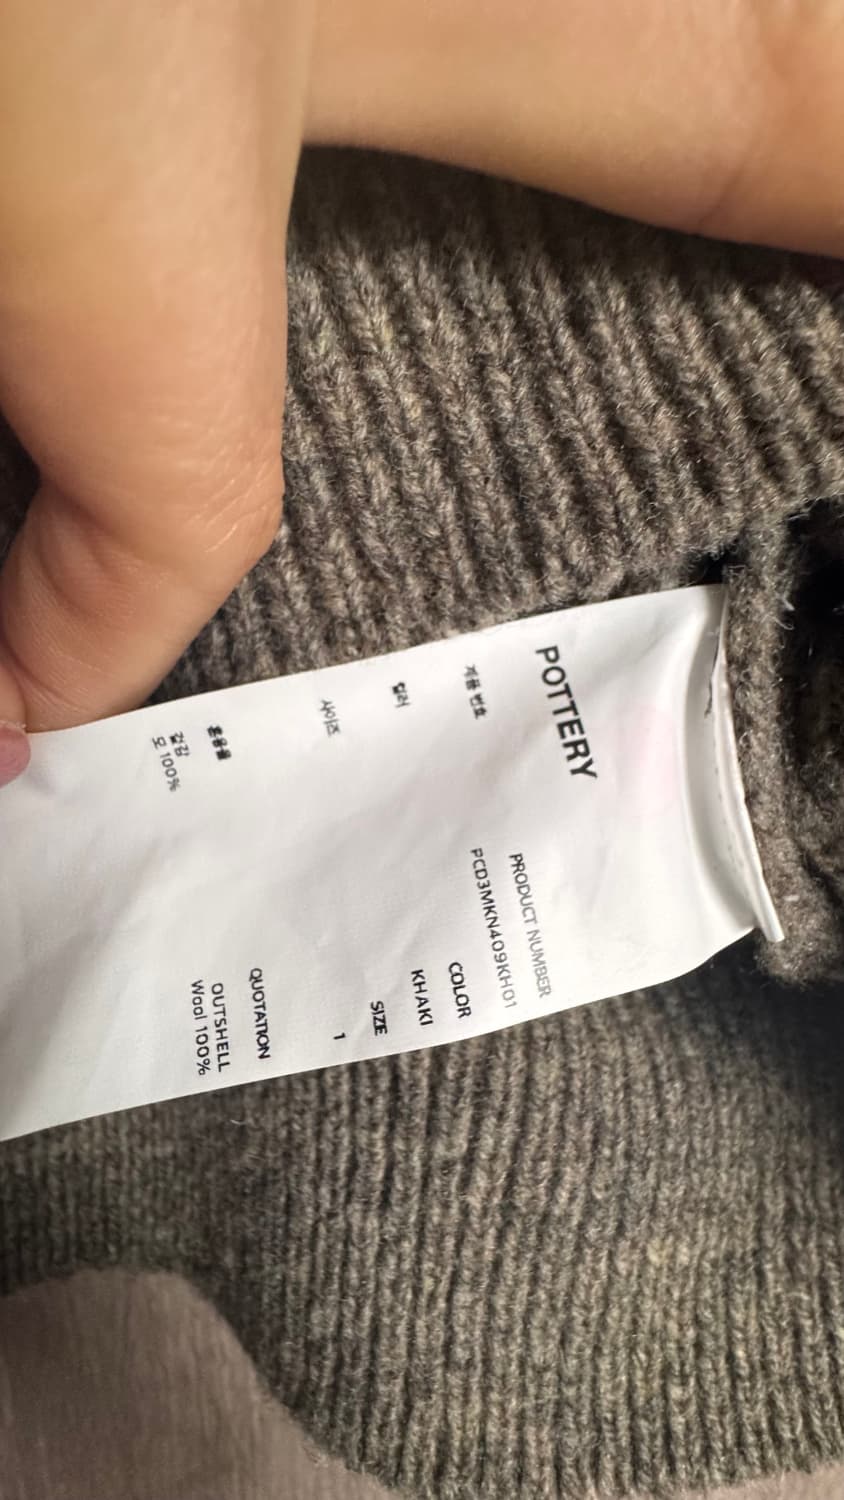 POTTERY
제품 번호
PRODUCT NUMBER
PCD3MKN409KH01
컬러
COLOR
KHAKI
사이즈
SIZE
1
혼용율
QUOTATION
겉감
OUTSHELL
모 100%
Wool 100%